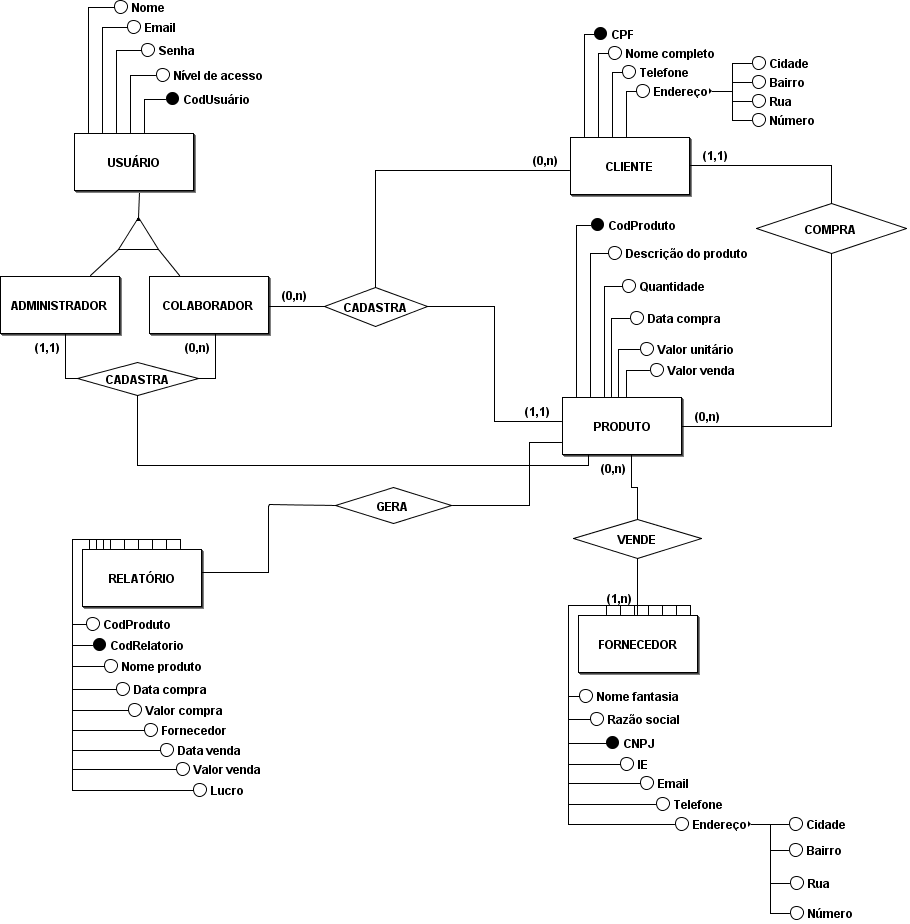 Nome
Email
Senha
Nível de acesso
CodUsuário
USUÁRIO
ADMINISTRADOR
COLABORADOR
(1,1)
(0,n)
CADASTRA
(0,n)
CADASTRA
(0,n)
(1,1)
CPF
Nome completo
Telefone
Endereço
Cidade
Bairro
Rua
Número
CLIENTE
(1,1)
COMPRA
(0,n)
CodProduto
Descrição do produto
Quantidade
Data compra
Valor unitário
Valor venda
PRODUTO
(0,n)
GERA
VENDE
(1,n)
RELATÓRIO
CodProduto
CodRelatorio
Nome produto
Data compra
Valor compra
Fornecedor
Data venda
Valor venda
Lucro
FORNECEDOR
Nome fantasia
Razão social
CNPJ
IE
Email
Telefone
Endereço
Cidade
Bairro
Rua
Número